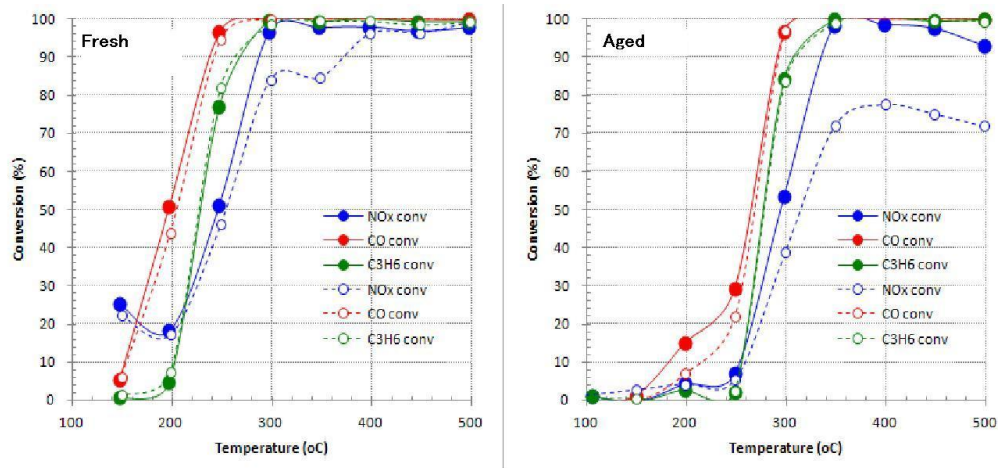 Fresh
100
90
80
70
60
50
40
30
20
10
0
Conversion (%)
NOx conv
CO conv
C3H6 conv
NOx conv
CO conv
C3H6 conv
100 200 300 400 500
Temperature (oC)
Aged
100
90
80
70
60
50
40
30
20
10
0
Conversion (%)
NOx conv
CO conv
C3H6 conv
NOx conv
CO conv
C3H6 conv
100 200 300 400 500
Temperature (oC)